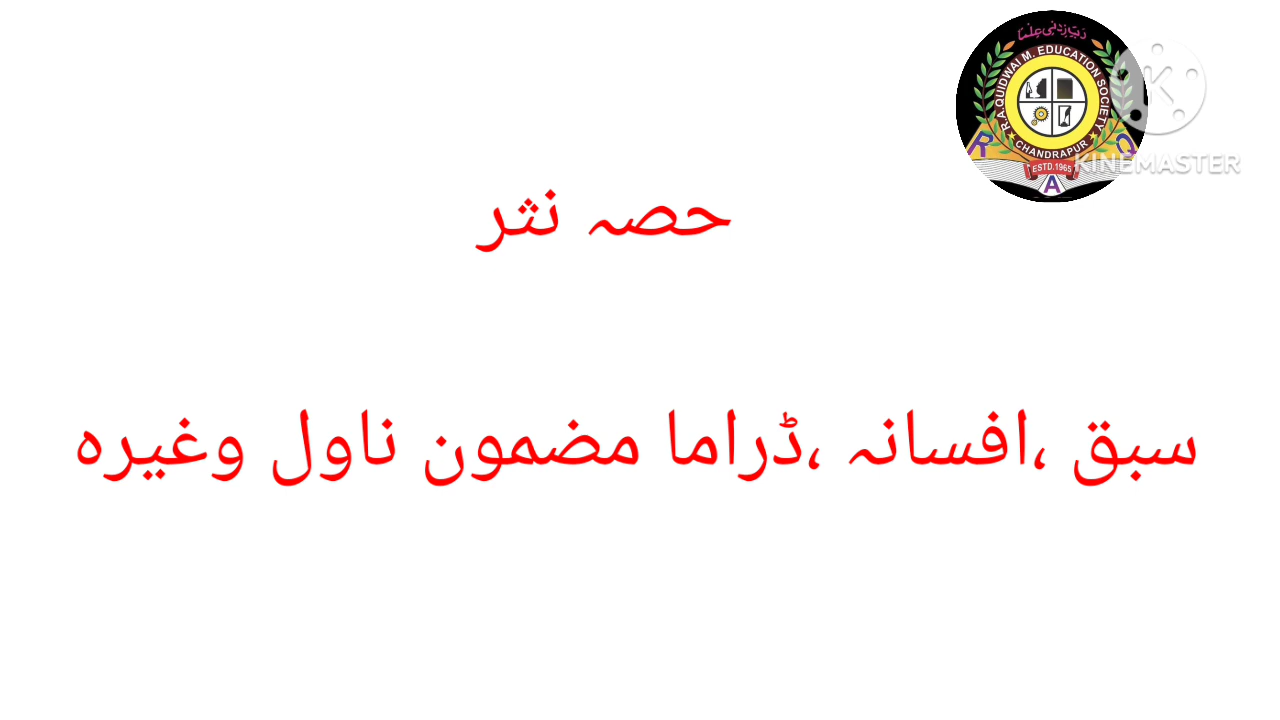 رَبِّ زِدْنِي عِلْمًا
R.A.QUIDWAI M. EDUCATION SOCIETY
CHANDRAPUR
ESTD.1965
R A Q
KINEMASTER
حصہ نثر
سبق ،افسانہ ،ڈراما مضمون ناول وغیرہ